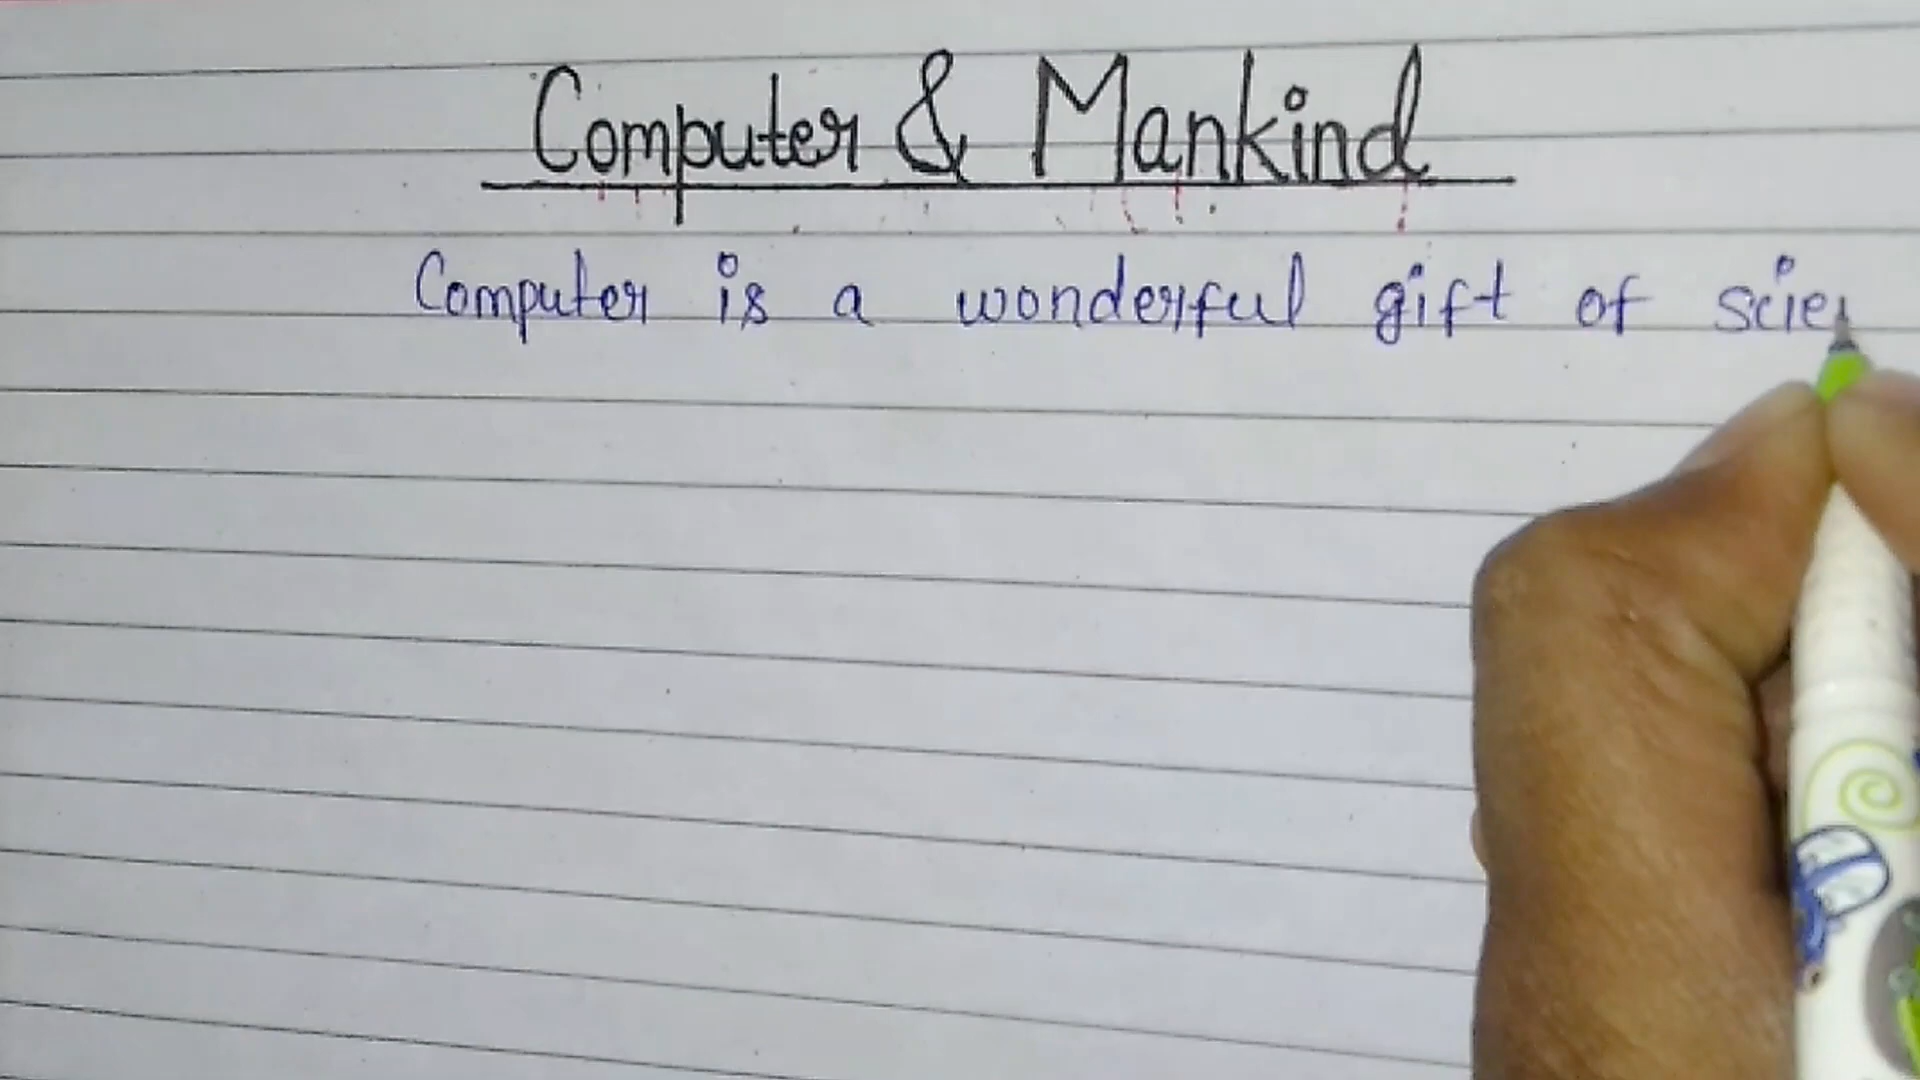 Computer & Mankind
Computer is a wonderful gift of scie